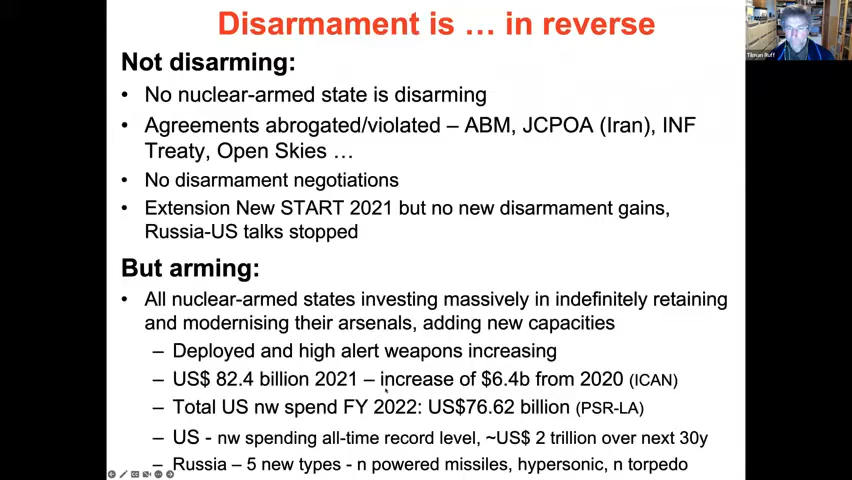 Disarmament is … in reverse
Tilman Ruff
Not disarming:
• No nuclear-armed state is disarming
• Agreements abrogated/violated – ABM, JCPOA (Iran), INF
Treaty, Open Skies …
• No disarmament negotiations
• Extension New START 2021 but no new disarmament gains,
Russia-US talks stopped
But arming:
• All nuclear-armed states investing massively in indefinitely retaining
and modernising their arsenals, adding new capacities
– Deployed and high alert weapons increasing
– US$ 82.4 billion 2021 – increase of $6.4b from 2020 (ICAN)
– Total US nw spend FY 2022: US$76.62 billion (PSR-LA)
– US - nw spending all-time record level, ~US$ 2 trillion over next 30y
– Russia – 5 new types - n powered missiles, hypersonic, n torpedo